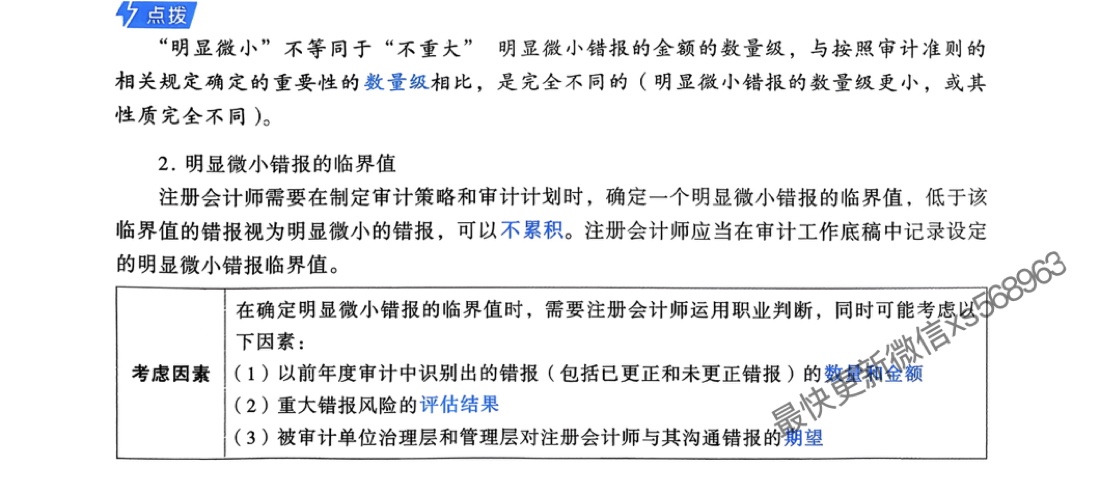 点拨
“明显微小”不等同于“不重大” 明显微小错报的金额的数量级，与按照审计准则的
相关规定确定的重要性的数量级相比，是完全不同的（明显微小错报的数量级更小，或其
性质完全不同）。
2. 明显微小错报的临界值
注册会计师需要在制定审计策略和审计计划时，确定一个明显微小错报的临界值，低于该
临界值的错报视为明显微小的错报，可以不累积。注册会计师应当在审计工作底稿中记录设定
的明显微小错报临界值。
考虑因素
在确定明显微小错报的临界值时，需要注册会计师运用职业判断，同时可能考虑以
下因素：
（1）以前年度审计中识别出的错报（包括已更正和未更正错报）的数量和金额
（2）重大错报风险的评估结果
（3）被审计单位治理层和管理层对注册会计师与其沟通错报的期望
最快更新微信xs568963